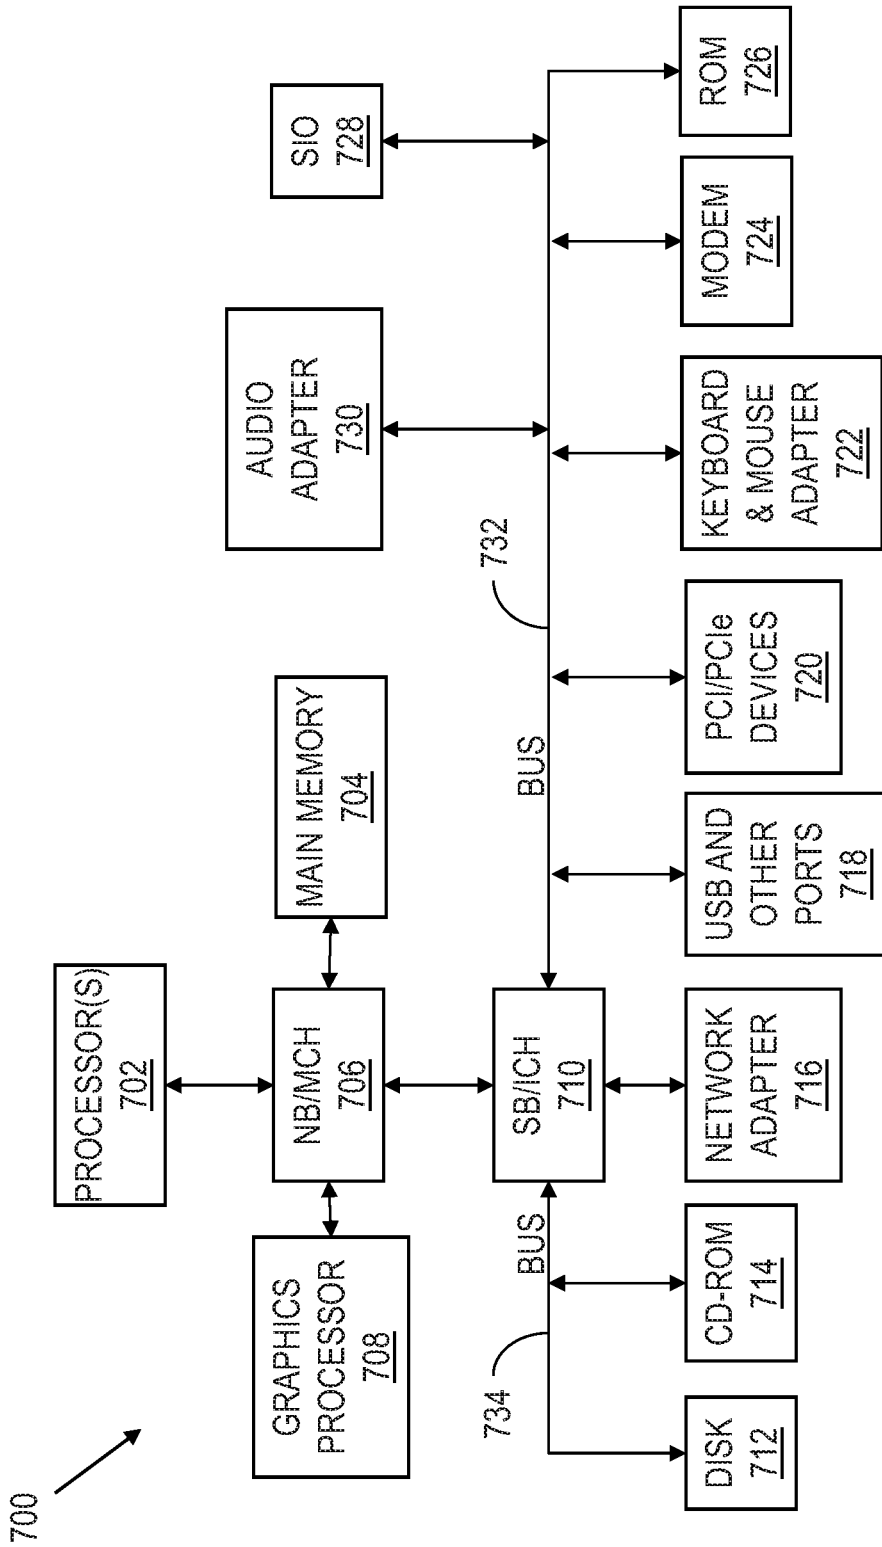 700
PROCESSOR(S)
702
GRAPHICS
PROCESSOR
708
NB/MCH
706
MAIN MEMORY
704
AUDIO
ADAPTER
730
SIO
728
734
BUS
SB/ICH
710
BUS
732
DISK
712
CD-ROM
714
NETWORK
ADAPTER
716
USB AND
OTHER
PORTS
718
PCI/PCIe
DEVICES
720
KEYBOARD
& MOUSE
ADAPTER
722
MODEM
724
ROM
726